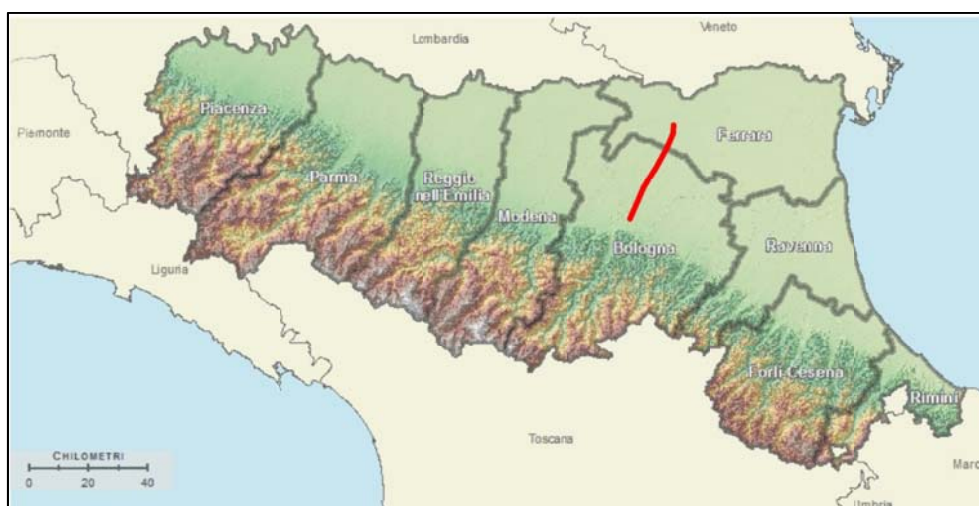 Lombardia
Veneto
Piemonte
Piacenza
Ferrara
Parma
Reggio
nell'Emilia
Modena
Bologna
Ravenna
Liguria
Forlì Cesena
Rimini
Toscana
Marc
Umbria
CHILOMETRI
0 20 40